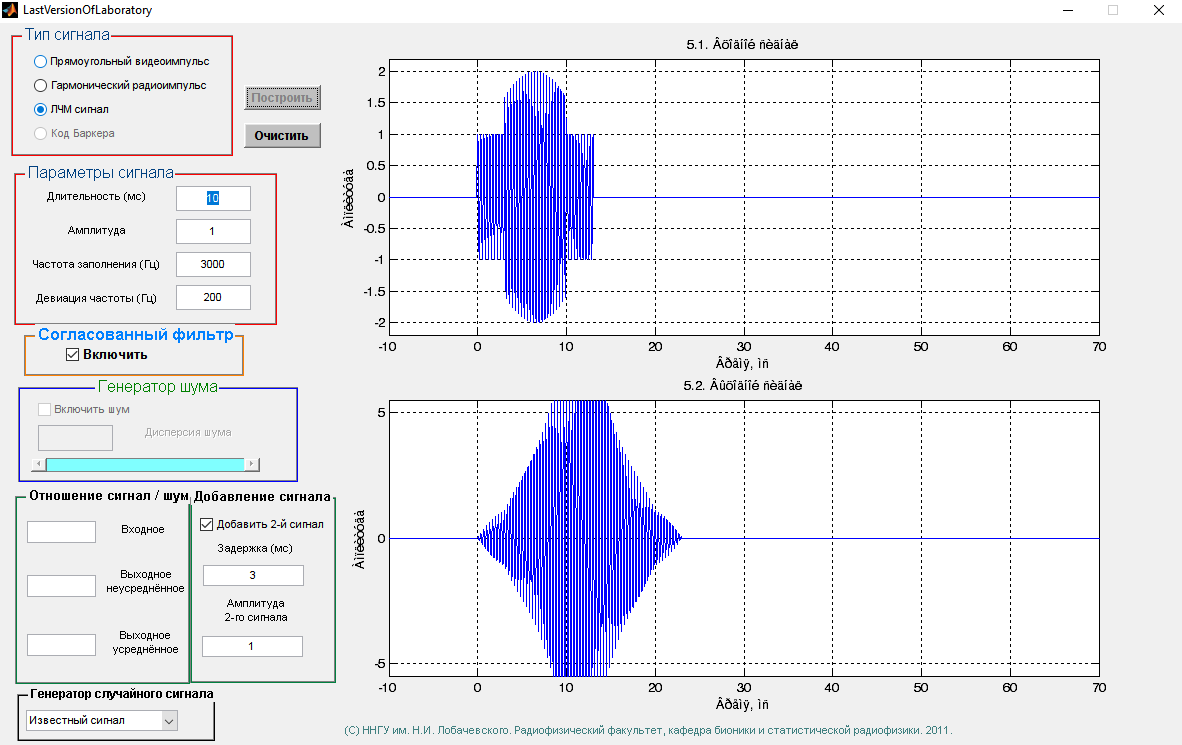 LastVersionOfLaboratory
Тип сигнала
Прямоугольный видеоимпульс
Гармонический радиоимпульс
ЛЧМ сигнал
Код Баркера
Построить
Очистить
Параметры сигнала
Длительность (мс)
10
Амплитуда
1
Частота заполнения (Гц)
3000
Девиация частоты (Гц)
200
Согласованный фильтр
Включить
Генератор шума
Включить шум
Дисперсия шума
Отношение сигнал / шум
Входное
Выходное
неусреднённое
Выходное
усреднённое
Добавление сигнала
Добавить 2-й сигнал
Задержка (мс)
3
Амплитуда
2-го сигнала
1
Генератор случайного сигнала
Известный сигнал
5.1. Âõîäíîé ñèãíàë
Àìïëèòóäà
2
1.5
1
0.5
0
-0.5
-1
-1.5
-2
-10 0 10 20 30 40 50 60 70
Âðåìÿ, ìñ
5.2. Âûõîäíîé ñèãíàë
Àìïëèòóäà
5
0
-5
-10 0 10 20 30 40 50 60 70
Âðåìÿ, ìñ
(С) ННГУ им. Н.И. Лобачевского. Радиофизический факультет, кафедра бионики и статистической радиофизики. 2011.